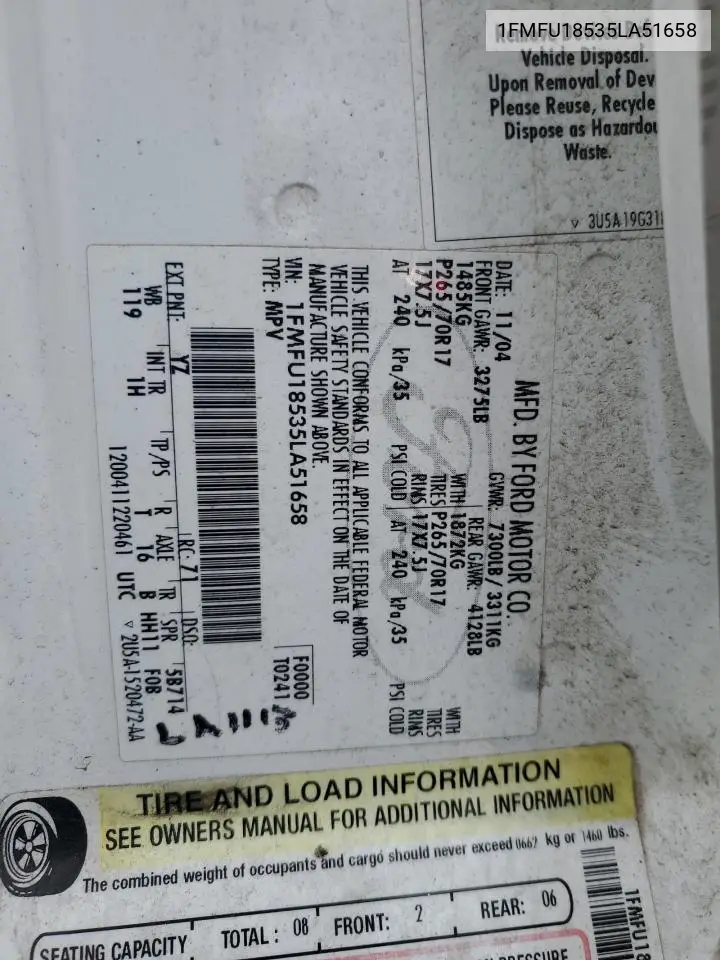 1FMFU18535LA51658
Vehicle Disposal.
Upon Removal of Dev
Please Reuse, Recycle
Dispose as Hazardou
Waste.
▽ 3U5A19G31
MFD. BY FORD MOTOR CO.
DATE: 11/04 GVWR: 7300LB/3311KG
FRONT GAWR: 3275LB REAR GAWR: 4128LB
1485KG WITH 1872KG WITH
P265/70R17 TIRES P265/70R17 TIRES
17X7.5J RIMS 17X7.5J RIMS
AT 240 kPa/35 PSI COLD AT 240 kPa/35 PSI COLD
THIS VEHICLE CONFORMS TO ALL APPLICABLE FEDERAL MOTOR
VEHICLE SAFETY STANDARDS IN EFFECT ON THE DATE OF
MANUFACTURE SHOWN ABOVE.
VIN: 1FMFU18535LA51658 F0000
TYPE: MPV T0241
EXT PNT: YZ RC: 71 DSO: 5B714
WB INT TR TP/PS R AXLE TR SPR
119 1H T 16 B HH11 F0B
1200411220461 UTC ▽ 2U5A-1520472-AA
TIRE AND LOAD INFORMATION
SEE OWNERS MANUAL FOR ADDITIONAL INFORMATION
The combined weight of occupants and cargo should never exceed 0662 kg or 1460 lbs.
SEATING CAPACITY TOTAL: 08 FRONT: 2 REAR: 06
PRESSURE
1FMFU18